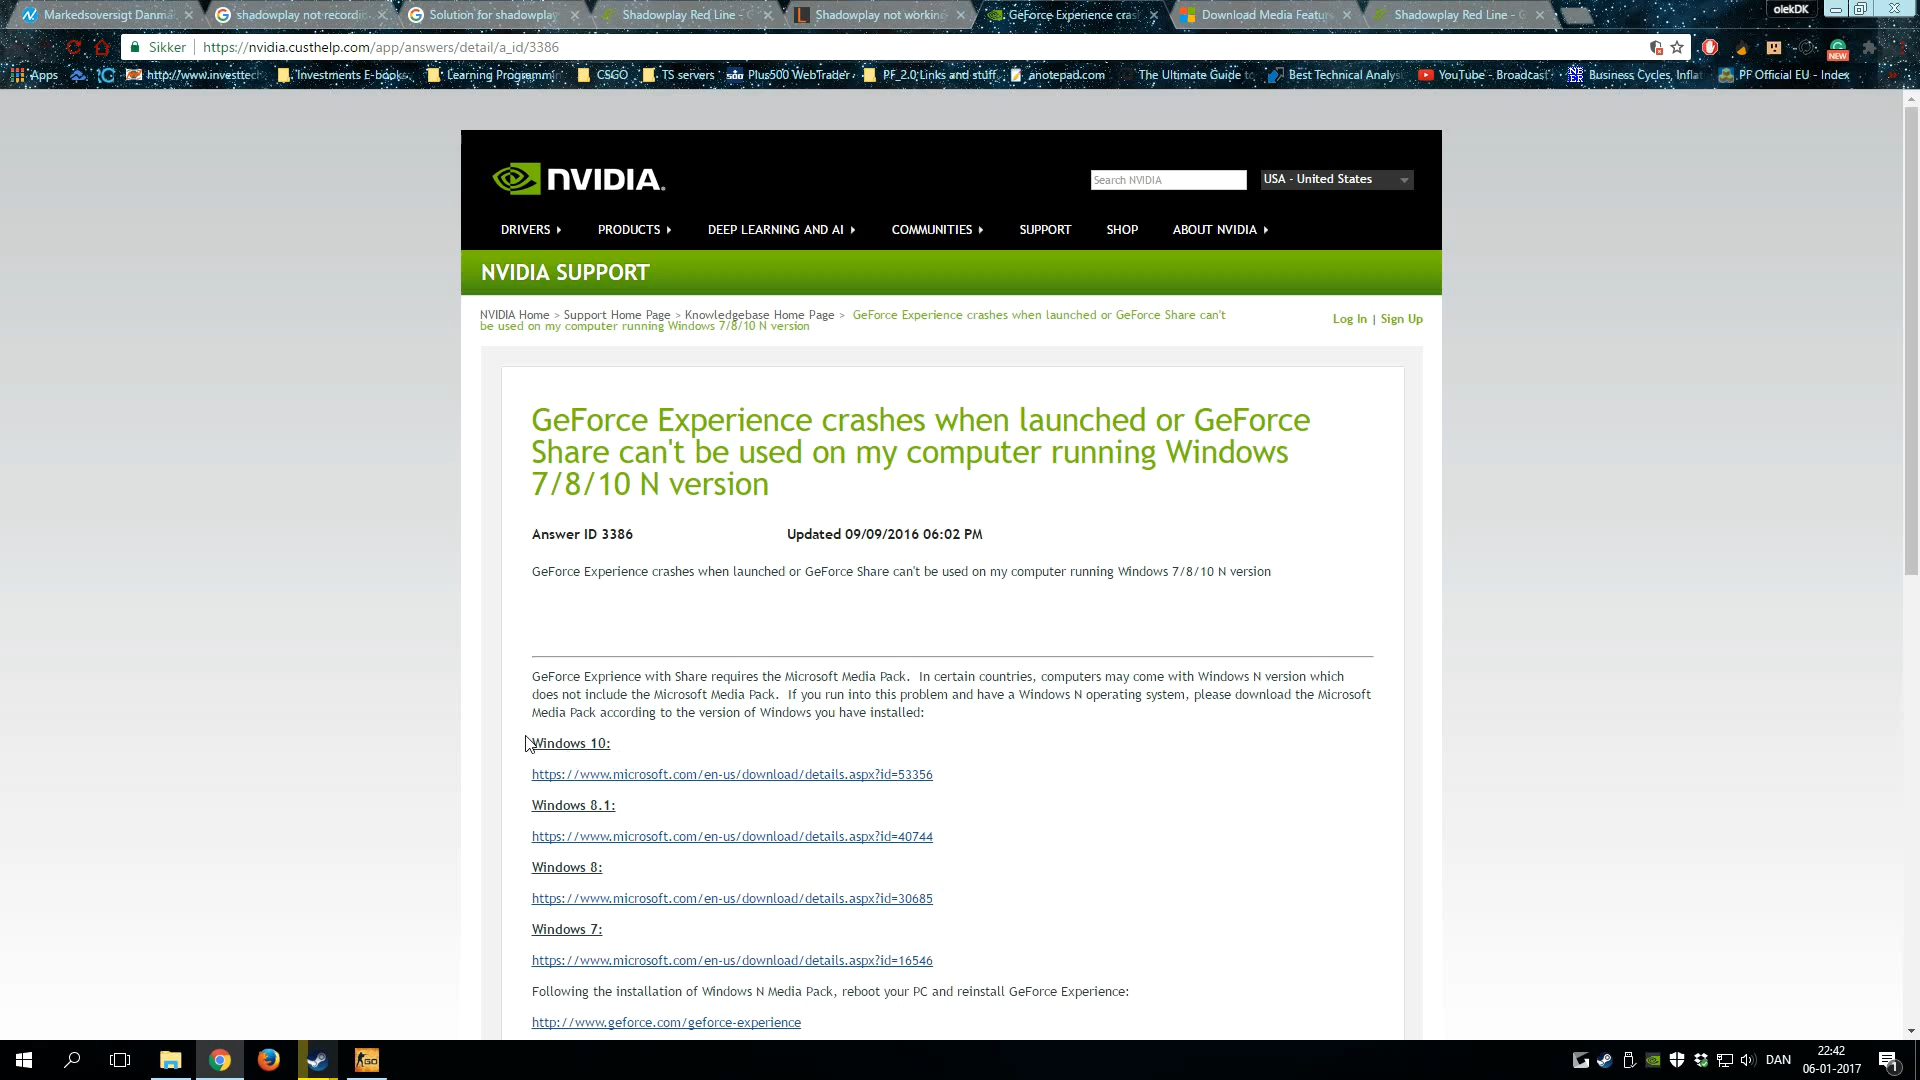 Markedsoversigt Danma
shadowplay not recordi
Solution for shadowplay
Shadowplay Red Line - G
Shadowplay not workin
GeForce Experience cras
Download Media Featur
Shadowplay Red Line - G
olekDK
Sikker https://nvidia.custhelp.com/app/answers/detail/a_id/3386
NEW
Apps http://www.investtech Investments E-books Learning Programmi CSGO TS servers Plus500 WebTrader PF_2.0 Links and stuff anotepad.com The Ultimate Guide to Best Technical Analys YouTube - Broadcast Business Cycles, Inflat PF Official EU - Index »
NVIDIA.
Search NVIDIA
USA - United States
DRIVERS PRODUCTS DEEP LEARNING AND AI COMMUNITIES SUPPORT SHOP ABOUT NVIDIA
NVIDIA SUPPORT
NVIDIA Home > Support Home Page > Knowledgebase Home Page > GeForce Experience crashes when launched or GeForce Share can't
be used on my computer running Windows 7/8/10 N version
Log In | Sign Up
GeForce Experience crashes when launched or GeForce
Share can't be used on my computer running Windows
7/8/10 N version
Answer ID 3386 Updated 09/09/2016 06:02 PM
GeForce Experience crashes when launched or GeForce Share can't be used on my computer running Windows 7/8/10 N version
GeForce Exprience with Share requires the Microsoft Media Pack. In certain countries, computers may come with Windows N version which
does not include the Microsoft Media Pack. If you run into this problem and have a Windows N operating system, please download the Microsoft
Media Pack according to the version of Windows you have installed:
Windows 10:
https://www.microsoft.com/en-us/download/details.aspx?id=53356
Windows 8.1:
https://www.microsoft.com/en-us/download/details.aspx?id=40744
Windows 8:
https://www.microsoft.com/en-us/download/details.aspx?id=30685
Windows 7:
https://www.microsoft.com/en-us/download/details.aspx?id=16546
Following the installation of Windows N Media Pack, reboot your PC and reinstall GeForce Experience:
http://www.geforce.com/geforce-experience
GO
DAN
22:42
06-01-2017
1